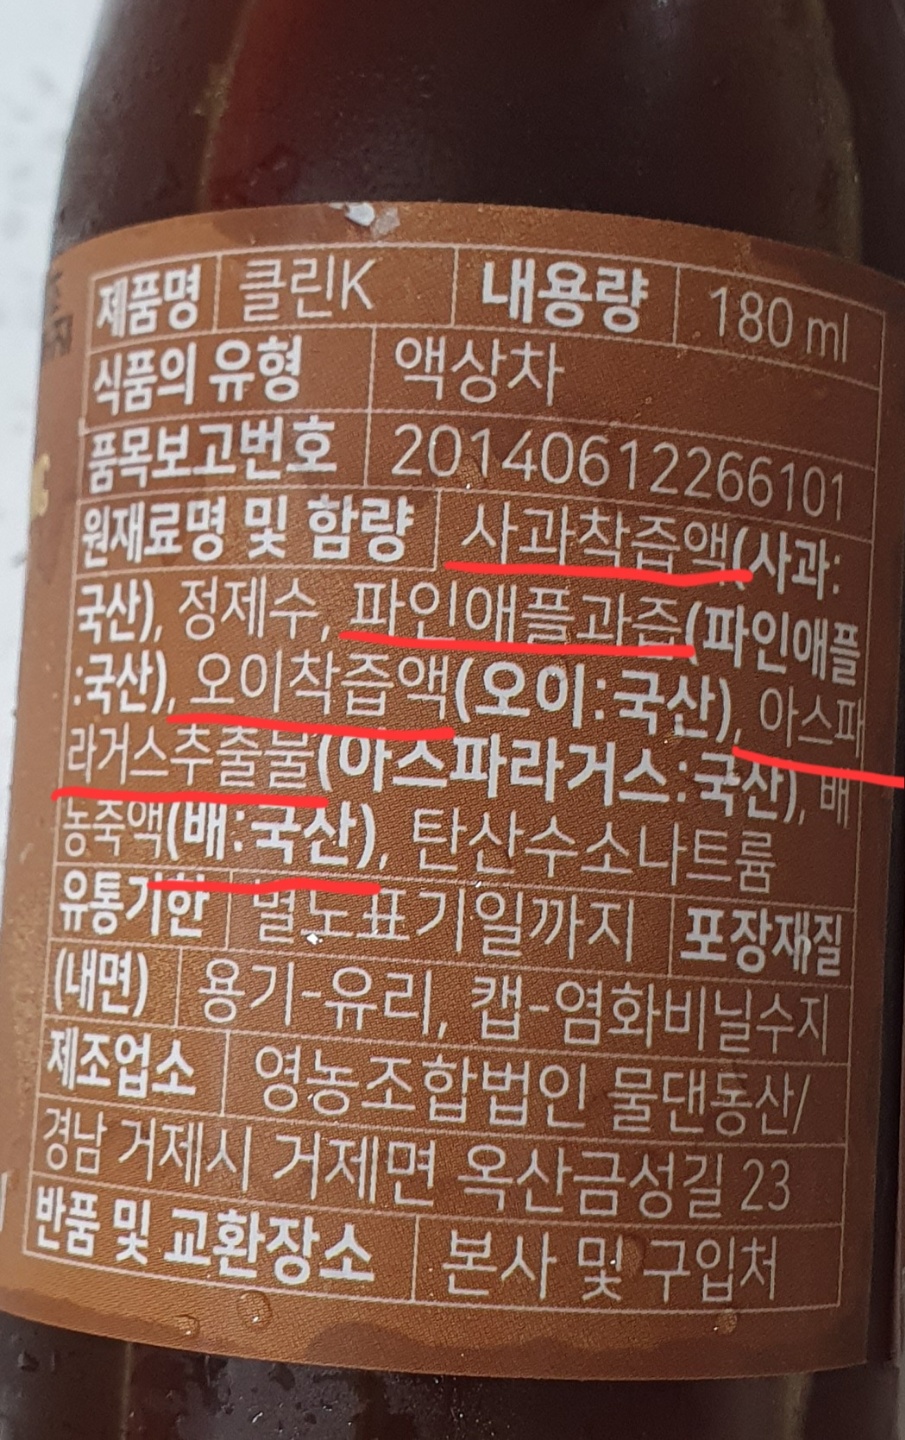 제품명 클린K 내용량 180 ml
식품의 유형 액상차
품목보고번호 20140612266101
원재료명 및 함량 사과착즙액(사과:
국산), 정제수, 파인애플과즙(파인애플
:국산), 오이착즙액(오이:국산), 아스파
라거스추출물(아스파라거스:국산), 배
농축액(배:국산), 탄산수소나트륨
유통기한 별도표기일까지 포장재질
(내면) 용기-유리, 캡-염화비닐수지
제조업소 영농조합법인 물댄동산/
경남 거제시 거제면 옥산금성길 23
반품 및 교환장소 본사 및 구입처